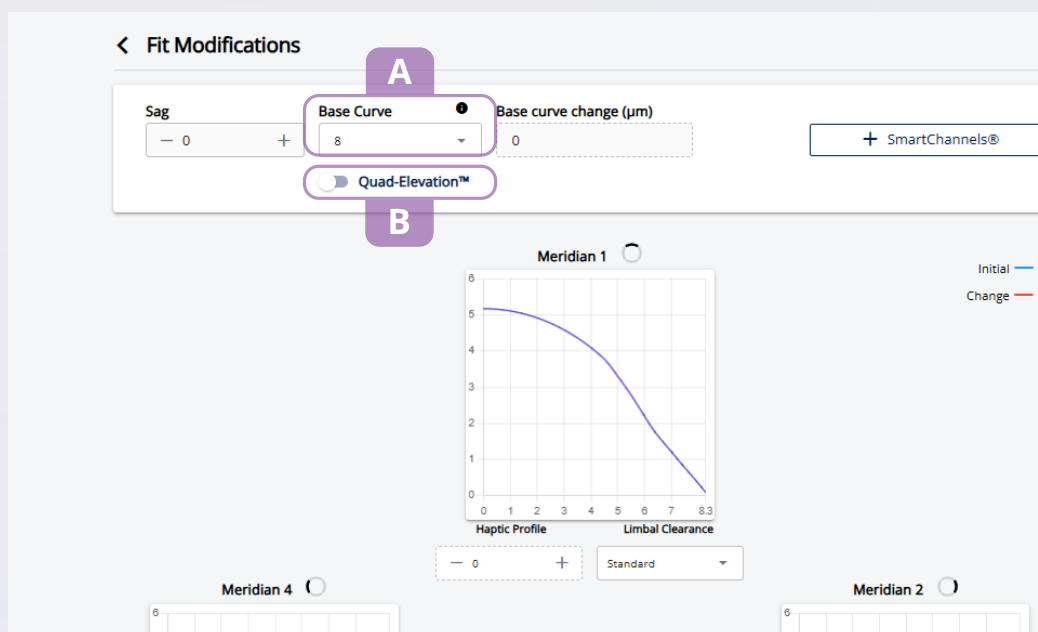 Fit Modifications
A
Sag
Base Curve
Base curve change (μm)
− 0 +
8
0
+ SmartChannels®
Quad-Elevation™
B
Meridian 1
Initial
Change
6
5
4
3
2
1
0
0 1 2 3 4 5 6 7 8.3
Haptic Profile Limbal Clearance
− 0 +
Standard
Meridian 4
Meridian 2
6
6